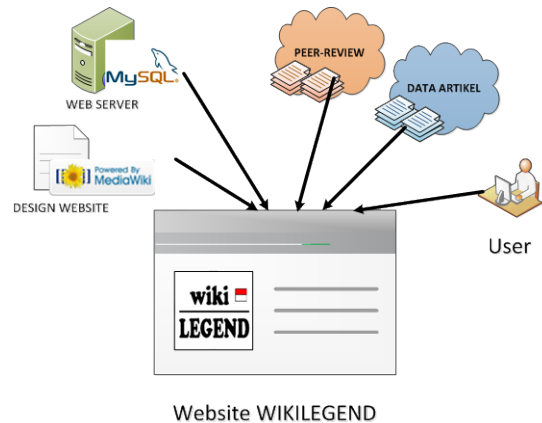 MySQL®
WEB SERVER
PEER-REVIEW
DATA ARTIKEL
Powered By
MediaWiki
DESIGN WEBSITE
User
wiki
LEGEND
Website WIKILEGEND